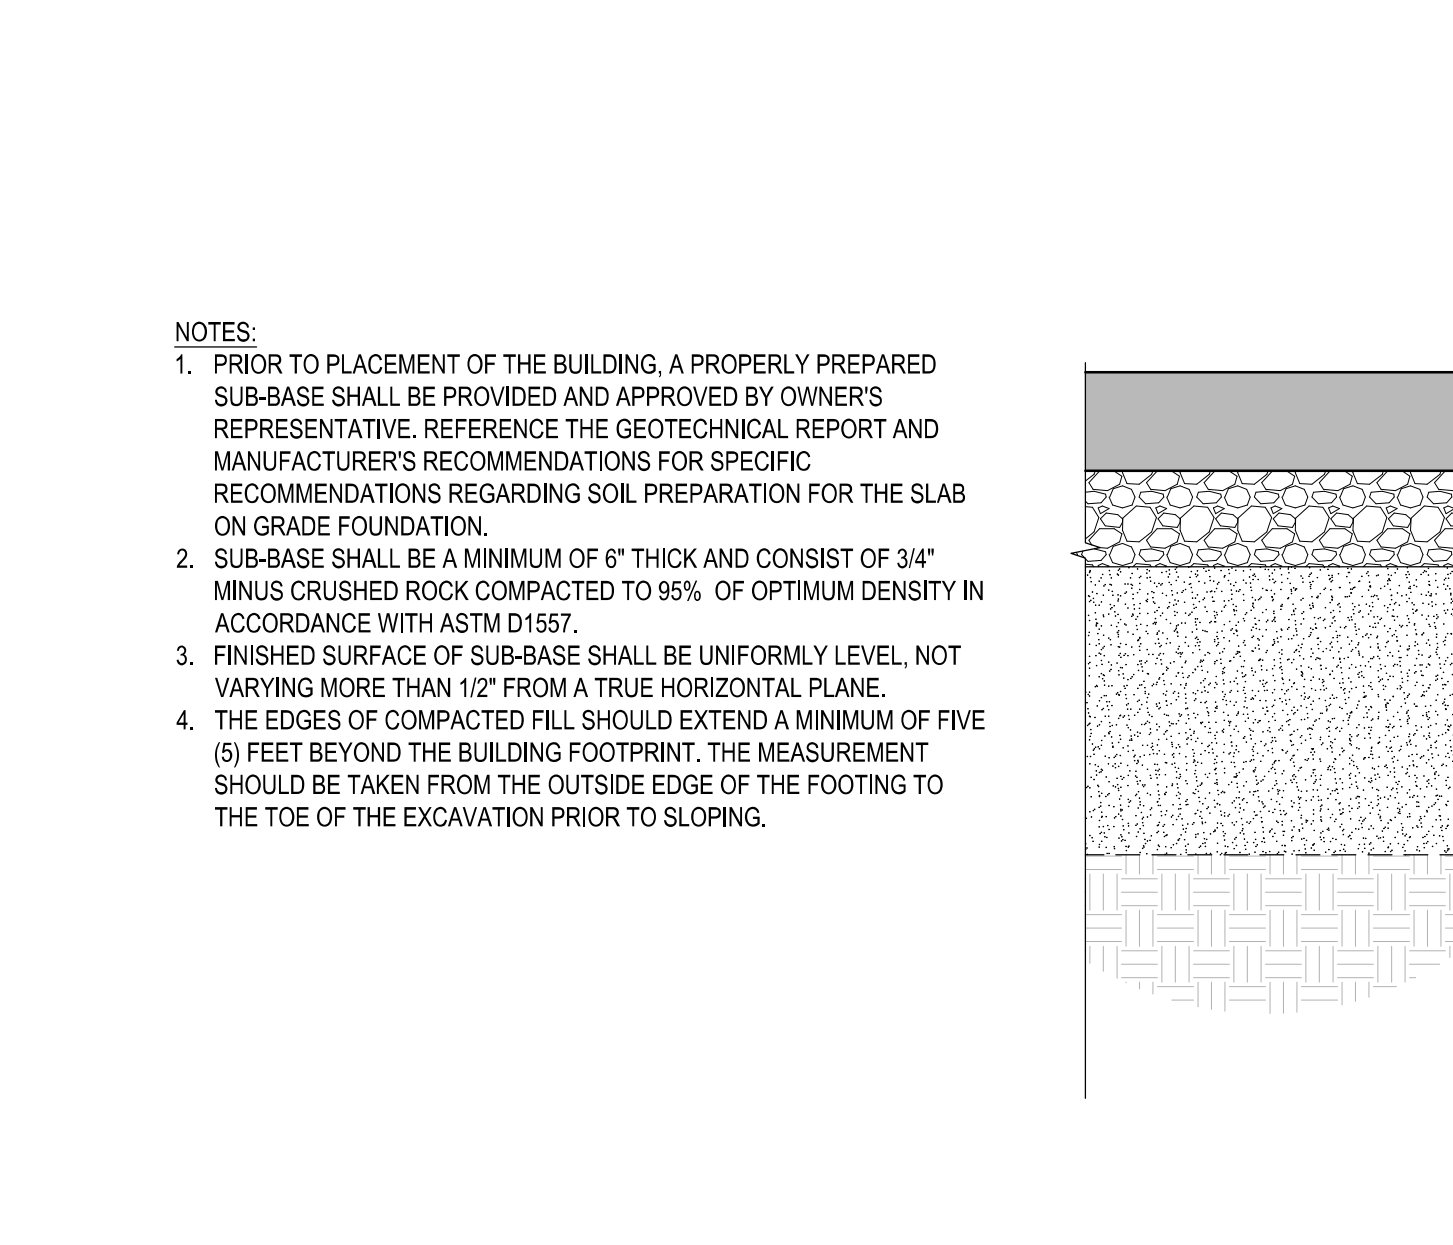 NOTES:
1. PRIOR TO PLACEMENT OF THE BUILDING, A PROPERLY PREPARED
SUB-BASE SHALL BE PROVIDED AND APPROVED BY OWNER'S
REPRESENTATIVE. REFERENCE THE GEOTECHNICAL REPORT AND
MANUFACTURER'S RECOMMENDATIONS FOR SPECIFIC
RECOMMENDATIONS REGARDING SOIL PREPARATION FOR THE SLAB
ON GRADE FOUNDATION.
2. SUB-BASE SHALL BE A MINIMUM OF 6" THICK AND CONSIST OF 3/4"
MINUS CRUSHED ROCK COMPACTED TO 95% OF OPTIMUM DENSITY IN
ACCORDANCE WITH ASTM D1557.
3. FINISHED SURFACE OF SUB-BASE SHALL BE UNIFORMLY LEVEL, NOT
VARYING MORE THAN 1/2" FROM A TRUE HORIZONTAL PLANE.
4. THE EDGES OF COMPACTED FILL SHOULD EXTEND A MINIMUM OF FIVE
(5) FEET BEYOND THE BUILDING FOOTPRINT. THE MEASUREMENT
SHOULD BE TAKEN FROM THE OUTSIDE EDGE OF THE FOOTING TO
THE TOE OF THE EXCAVATION PRIOR TO SLOPING.